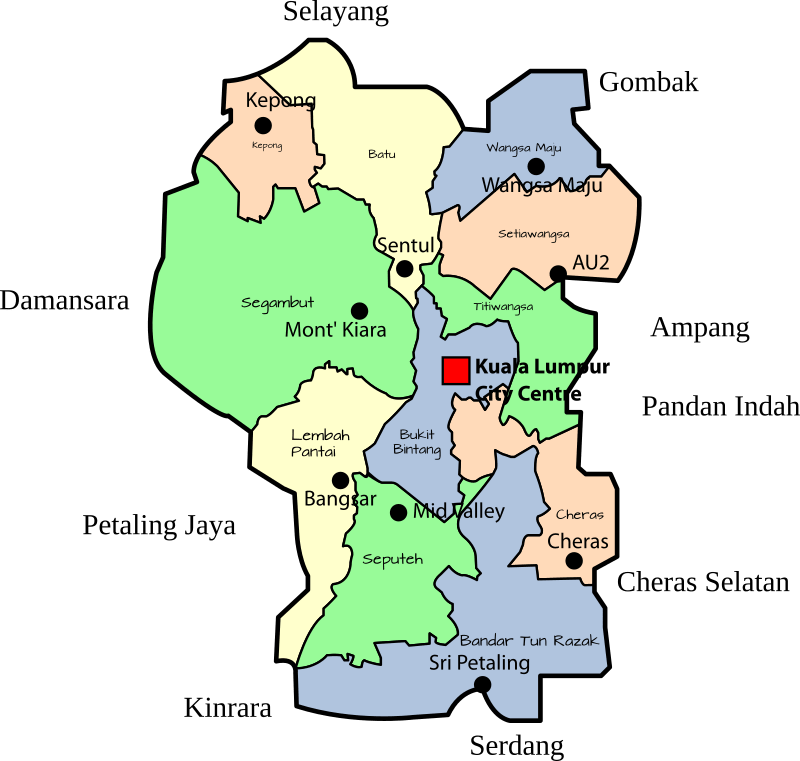 Selayang
Gombak
Kepong
Kepong
Batu
Wangsa Maju
Wangsa Maju
Setiawangsa
Sentul
AU2
Damansara
Segambut
Titiwangsa
Mont' Kiara
Ampang
Kuala Lumpur
City Centre
Pandan Indah
Lembah
Pantai
Bukit
Bintang
Bangsar
Mid Valley
Cheras
Petaling Jaya
Cheras
Seputeh
Cheras Selatan
Bandar Tun Razak
Sri Petaling
Kinrara
Serdang